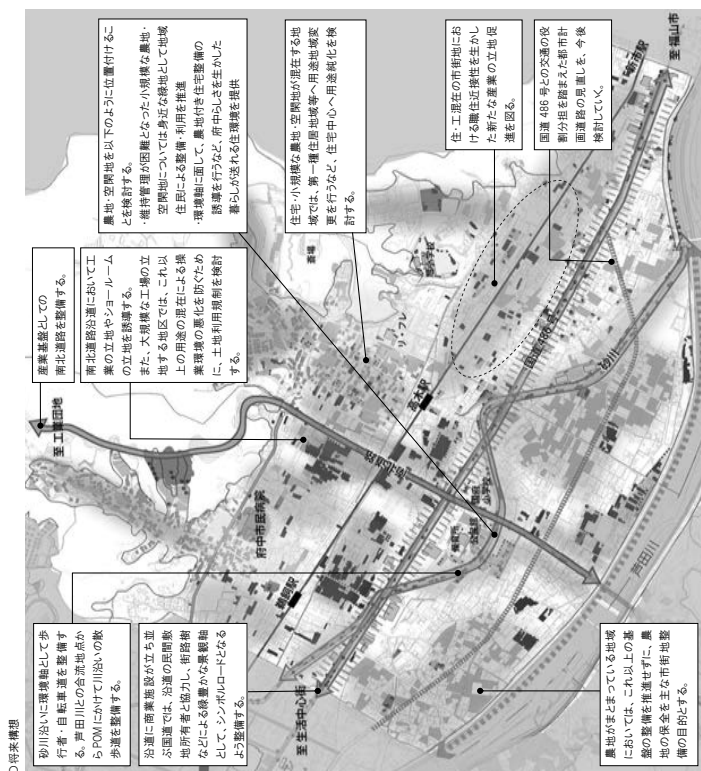 ○将来構想
砂川沿いに環境軸として歩
行者・自転車道を整備す
る。芦田川との合流地点か
らPOMにかけて川沿いの散
歩道を整備する。
沿道に商業施設が立ち並
ぶ国道では、沿道の民間敷
地所有者と協力し、街路樹
などによる緑豊かな景観軸
として、シンボルロードとなる
よう整備する。
農地がまとまっている地域
においては、これ以上の基
盤の整備を推進せずに、農
地の保全を主な市街地整
備の目的とする。
産業基盤としての
南北道路を整備する。
南北道路沿道において工
業の立地やショールーム
の立地を誘導する。
また、大規模な工場の立
地する地区では、これ以
上の用途の混在による操
業環境の悪化を防ぐため
に、土地利用規制を検討
する。
農地・空閑地を以下のように位置付けるこ
とを検討する。
・維持管理が困難となった小規模な農地・
空閑地については身近な緑地として地域
住民による整備・利用を推進
・環境軸に面して、農地付き住宅整備の
誘導を行うなど、府中らしさを生かした
暮らしが送れる住環境を提供
住宅・小規模な農地・空閑地が混在する地
域では、第一種住居地域等へ用途地域変
更を行うなど、住宅中心へ用途純化を検
討する。
住・工混在の市街地にお
ける職住近接性を生かし
た新たな産業の立地促
進を図る。
国道 486 号との交通の役
割分担を踏まえた都市計
画道路の見直しを、今後
検討していく。
至工業団地
府中市民病院
鵜飼駅
至生活中心街
南北道路
高木駅
リ・フレ
斎場
国道 486 号
砂川
芦田川
新市駅
至福山市